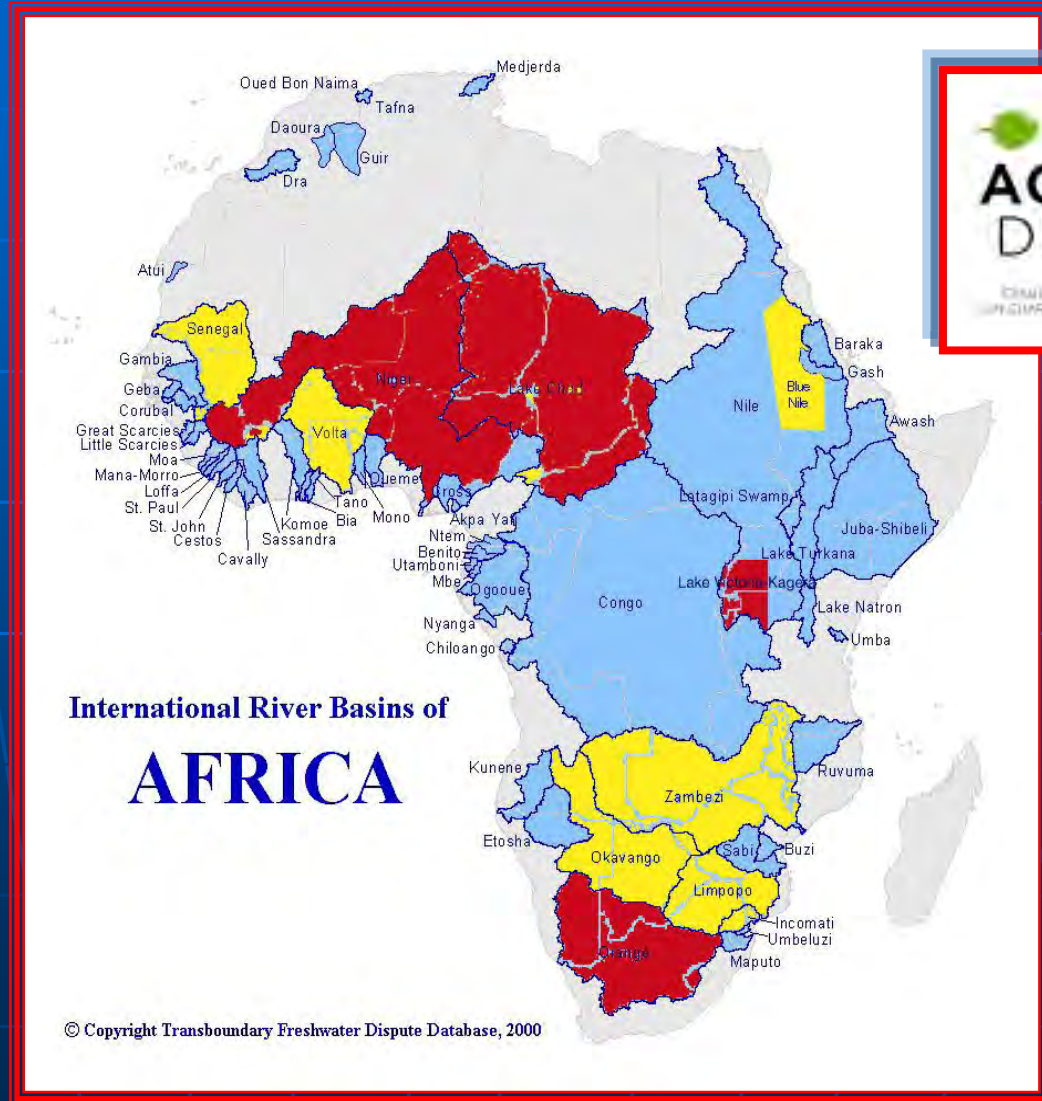 Medjerda
Oued Bon Naima
Tafna
Daoura
Guir
Dra
Atui
Senegal
Gambia
Geba
Corubal
Great Scarcies
Little Scarcies
Moa
Mana-Morro
Loffa
St. Paul
St. John
Cestos
Cavally
Sassandra
Komoe
Bia
Tano
Mono
Volta
Oueme
Niger
Lake Chad
Cross
Akpa Yafi
Ntem
Benito
Utamboni
Mbe
Ogooue
Nyanga
Chiloango
Congo
Nile
Blue
Nile
Baraka
Gash
Awash
Latagipi Swamp
Juba-Shibeli
Lake Turkana
Lake Victoria-Kagera
Lake Natron
Umba
Ruvuma
Zambezi
Kunene
Etosha
Okavango
Sabi
Buzi
Limpopo
Incomati
Umbeluzi
Maputo
Orange
International River Basins of
AFRICA
© Copyright Transboundary Freshwater Dispute Database, 2000